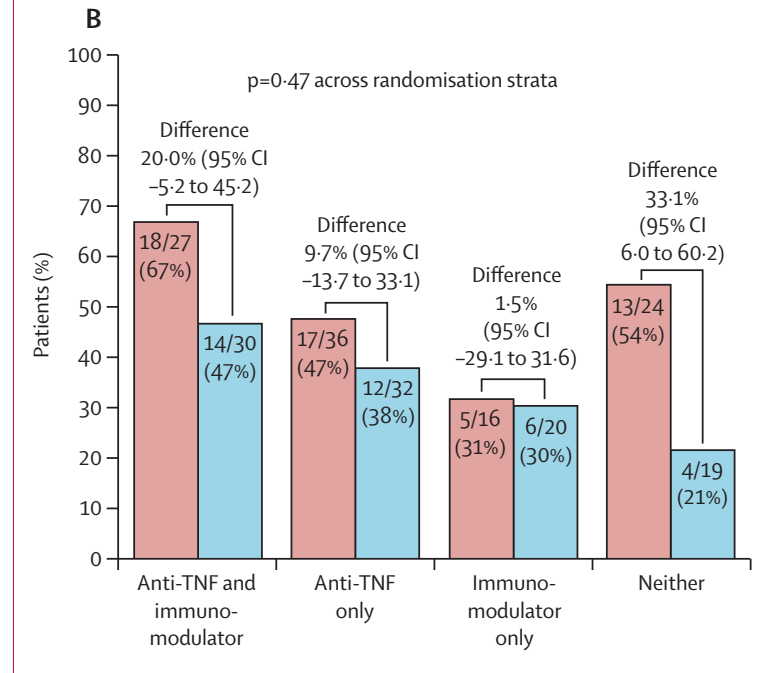 B
100
90
80
70
60
50
40
30
20
10
0
Patients (%)
p=0·47 across randomisation strata
Difference
20·0% (95% CI
–5·2 to 45·2)
18/27
(67%)
14/30
(47%)
Difference
9·7% (95% CI
–13·7 to 33·1)
17/36
(47%)
12/32
(38%)
Difference
1·5%
(95% CI
–29·1 to 31·6)
5/16
(31%)
6/20
(30%)
Difference
33·1%
(95% CI
6·0 to 60·2)
13/24
(54%)
4/19
(21%)
Anti-TNF and
immuno-
modulator
Anti-TNF
only
Immuno-
modulator
only
Neither